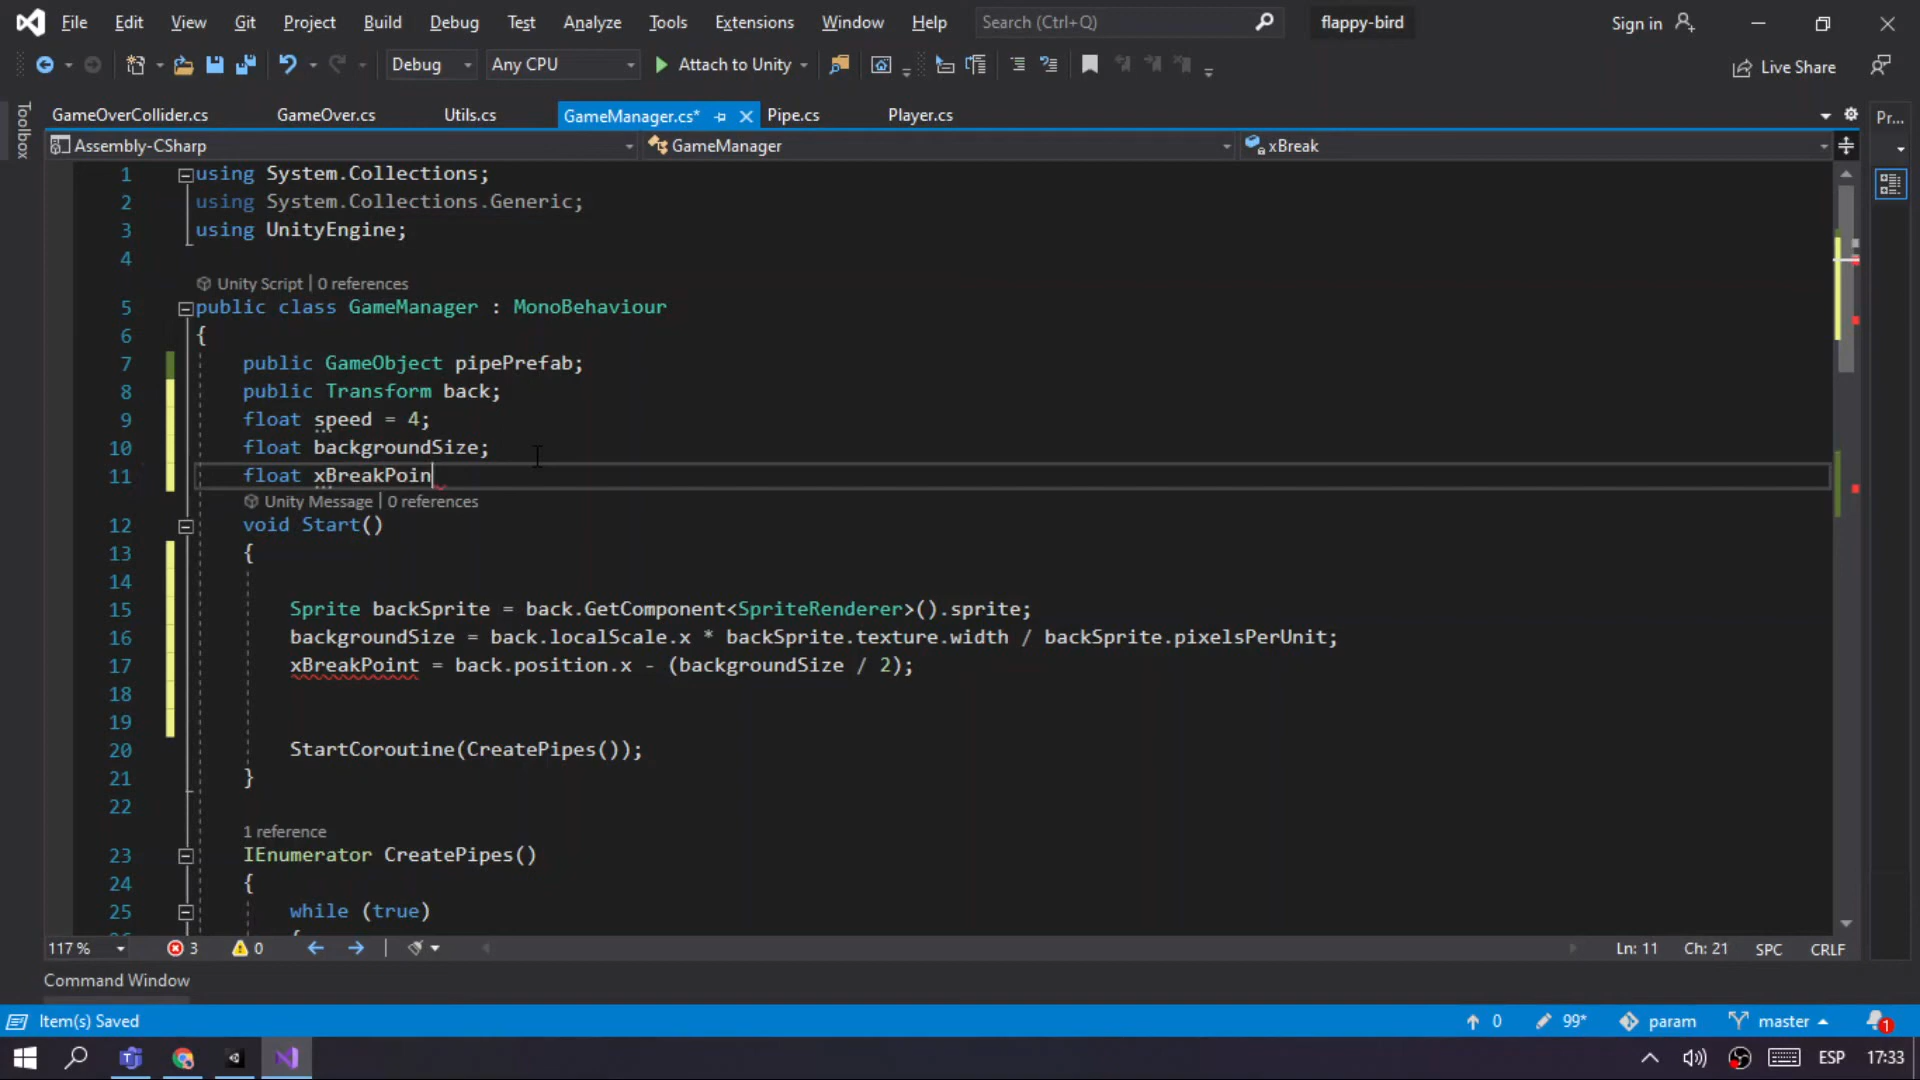 File Edit View Git Project Build Debug Test Analyze Tools Extensions Window Help Search (Ctrl+Q) flappy-bird Sign in
Debug Any CPU Attach to Unity Live Share
Toolbox
GameOverCollider.cs GameOver.cs Utils.cs GameManager.cs* Pipe.cs Player.cs Pr...
Assembly-CSharp GameManager xBreak
1 using System.Collections;
2 using System.Collections.Generic;
3 using UnityEngine;
4
Unity Script | 0 references
5 public class GameManager : MonoBehaviour
6 {
7 public GameObject pipePrefab;
8 public Transform back;
9 float speed = 4;
10 float backgroundSize;
11 float xBreakPoin
Unity Message | 0 references
12 void Start()
13 {
14
15 Sprite backSprite = back.GetComponent<SpriteRenderer>().sprite;
16 backgroundSize = back.localScale.x * backSprite.texture.width / backSprite.pixelsPerUnit;
17 xBreakPoint = back.position.x - (backgroundSize / 2);
18
19
20 StartCoroutine(CreatePipes());
21 }
22
1 reference
23 IEnumerator CreatePipes()
24 {
25 while (true)
117 % 3 0 Ln: 11 Ch: 21 SPC CRLF
Command Window
Item(s) Saved 0 99* param master 1
ESP 17:33